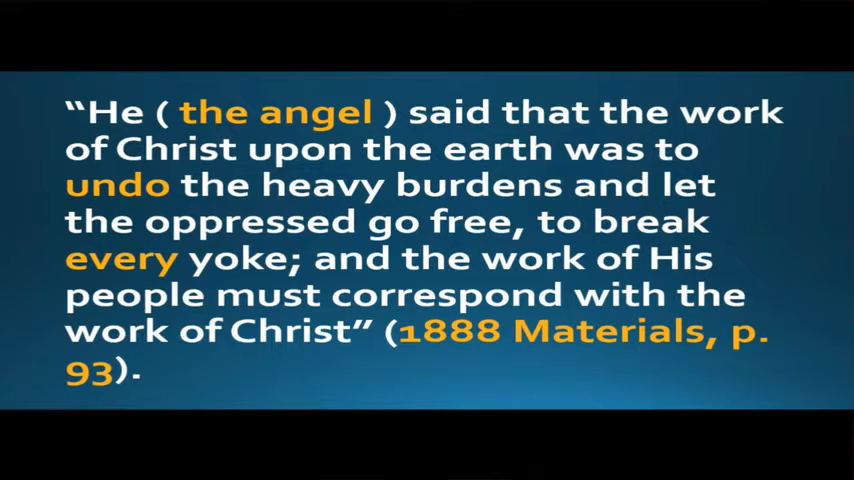 “He ( the angel ) said that the work
of Christ upon the earth was to
undo the heavy burdens and let
the oppressed go free, to break
every yoke; and the work of His
people must correspond with the
work of Christ” (1888 Materials, p.
93).